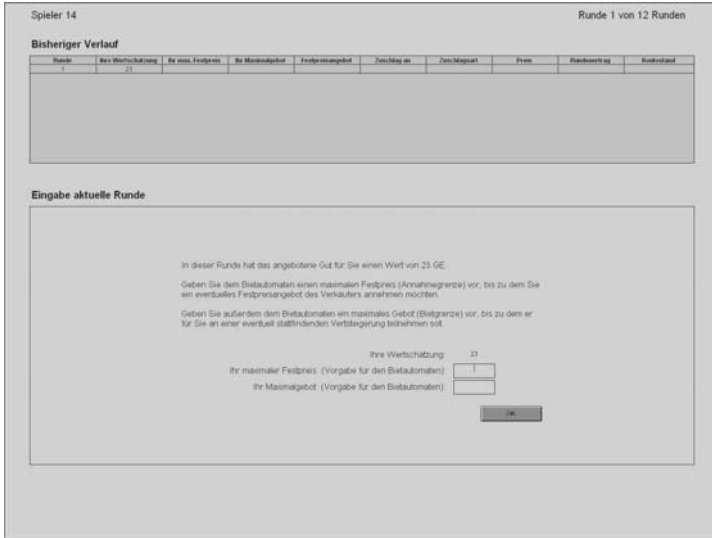 Spieler 14
Runde 1 von 12 Runden
Bisheriger Verlauf
Runde Ihre Wertschätzung Ihr max. Festpreis Ihr Maximalgebot Festpreisangebot Zuschlag an Zuschlagsart Preis Rundenertrag Kontostand
1 23
Eingabe aktuelle Runde
In dieser Runde hat das angebotene Gut für Sie einen Wert von 23 GE.
Geben Sie dem Bietautomaten einen maximalen Festpreis (Annahmegrenze) vor, bis zu dem Sie
ein eventuelles Festpreisangebot des Verkäufers annehmen möchten.
Geben Sie außerdem dem Bietautomaten ein maximales Gebot (Bietgrenze) vor, bis zu dem er
für Sie an einer eventuell stattfindenden Versteigerung teilnehmen soll.
Ihre Wertschätzung: 23
Ihr maximaler Festpreis (Vorgabe für den Bietautomaten):
Ihr Maximalgebot (Vorgabe für den Bietautomaten):
OK